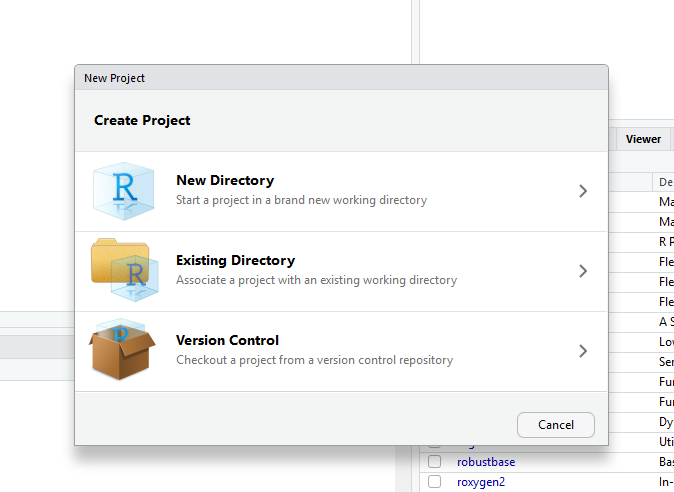 New Project
Create Project
R
New Directory
Start a project in a brand new working directory
R
Existing Directory
Associate a project with an existing working directory
R
Version Control
Checkout a project from a version control repository
Cancel
Viewer
De
Ma
Ma
R P
Fle
Fle
Fle
A S
Lov
Ser
Fur
Fur
Dy
Uti
robustbase
Bas
roxygen2
In-